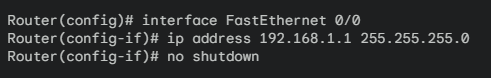 Router(config)# interface FastEthernet 0/0
Router(config-if)# ip address 192.168.1.1 255.255.255.0
Router(config-if)# no shutdown